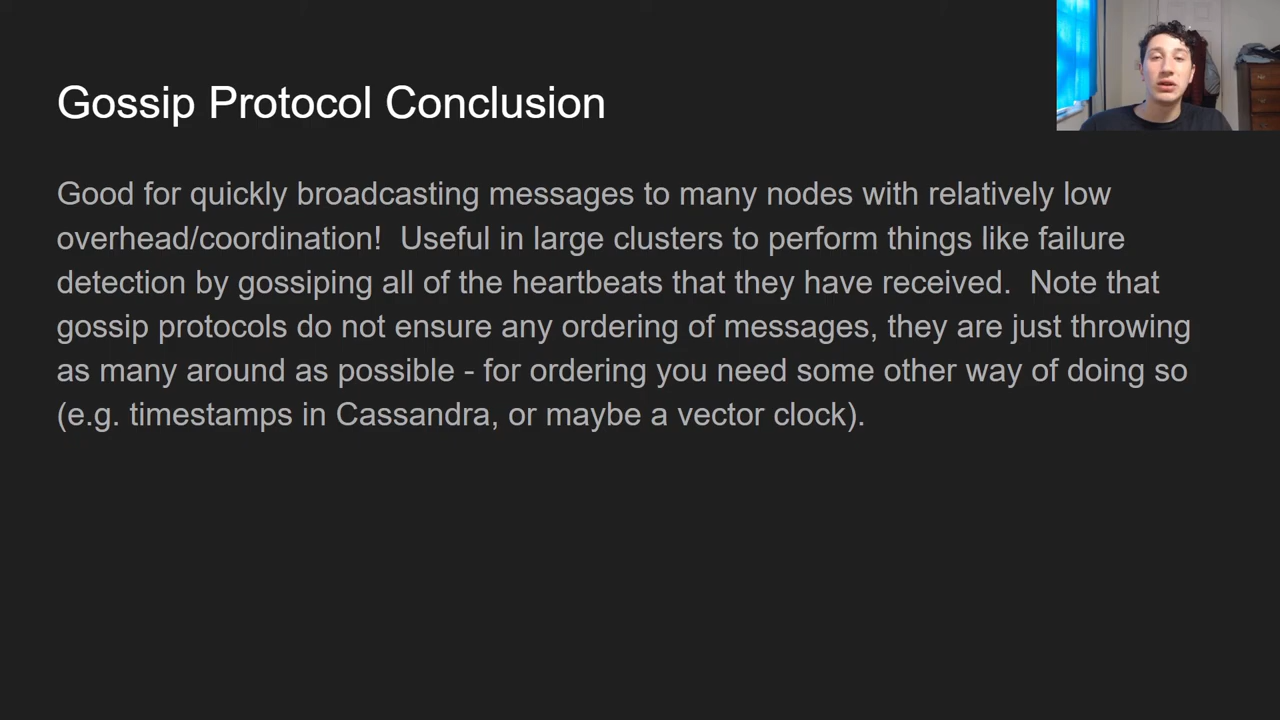 Gossip Protocol Conclusion
Good for quickly broadcasting messages to many nodes with relatively low
overhead/coordination!  Useful in large clusters to perform things like failure
detection by gossiping all of the heartbeats that they have received.  Note that
gossip protocols do not ensure any ordering of messages, they are just throwing
as many around as possible - for ordering you need some other way of doing so
(e.g. timestamps in Cassandra, or maybe a vector clock).